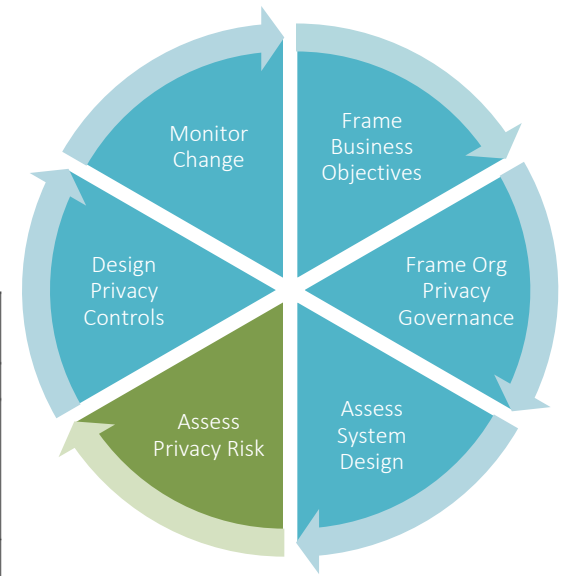 Frame
Business
Objectives
Frame Org
Privacy
Governance
Assess
System
Design
Assess
Privacy Risk
Design
Privacy
Controls
Monitor
Change